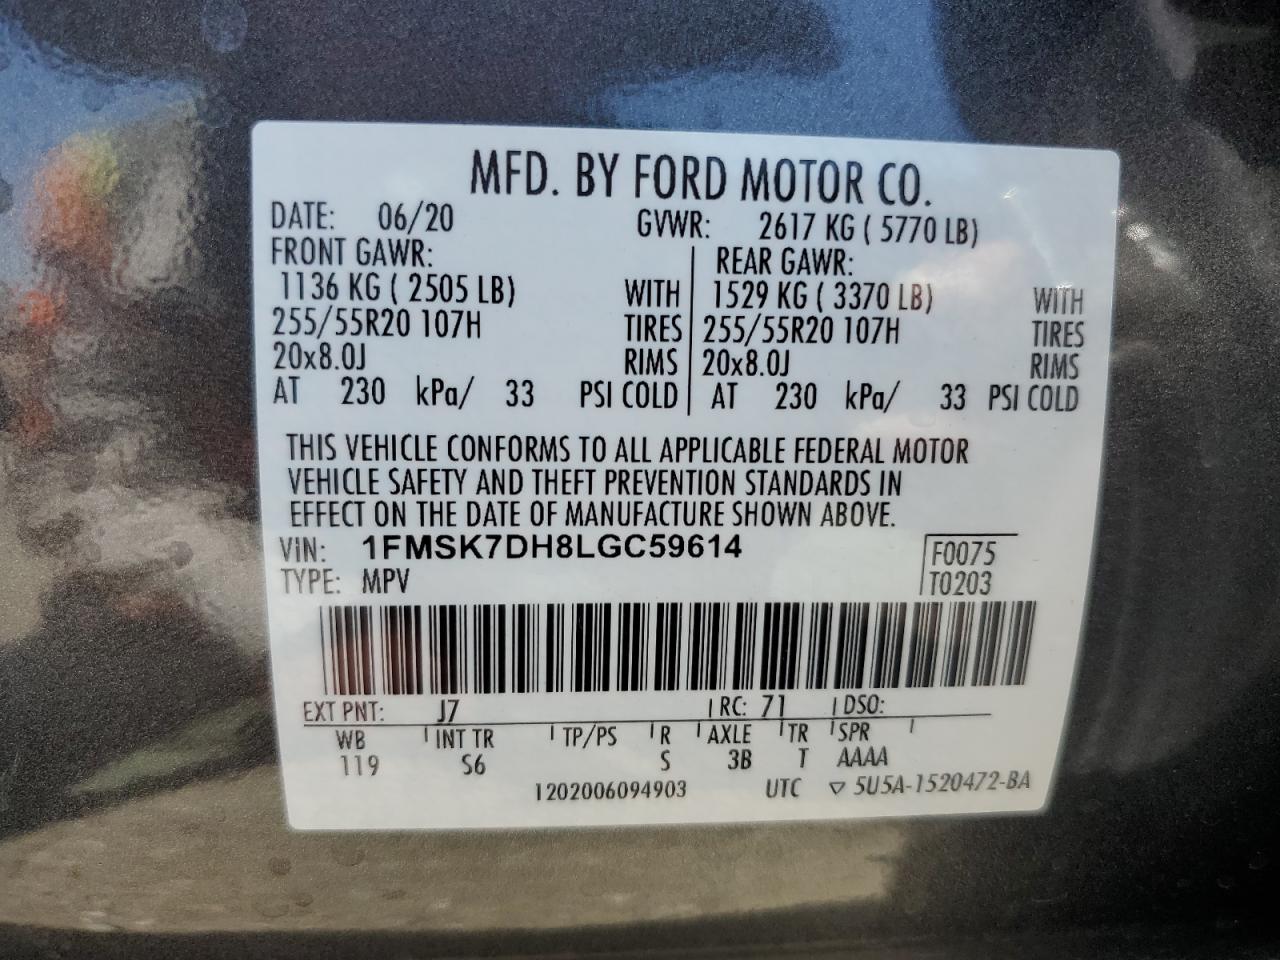 MFD. BY FORD MOTOR CO.
DATE: 06/20 GVWR: 2617 KG ( 5770 LB)
FRONT GAWR: REAR GAWR:
1136 KG ( 2505 LB) WITH 1529 KG ( 3370 LB) WITH
255/55R20 107H TIRES 255/55R20 107H TIRES
20x8.0J RIMS 20x8.0J RIMS
AT 230 kPa/ 33 PSI COLD AT 230 kPa/ 33 PSI COLD
THIS VEHICLE CONFORMS TO ALL APPLICABLE FEDERAL MOTOR
VEHICLE SAFETY AND THEFT PREVENTION STANDARDS IN
EFFECT ON THE DATE OF MANUFACTURE SHOWN ABOVE.
VIN: 1FMSK7DH8LGC59614 F0075
TYPE: MPV T0203
EXT PNT: J7 RC: 71 DSO:
WB INT TR TP/PS R AXLE TR SPR
119 S6 S 3B T AAAA
1202006094903 UTC ▽ 5U5A-1520472-BA